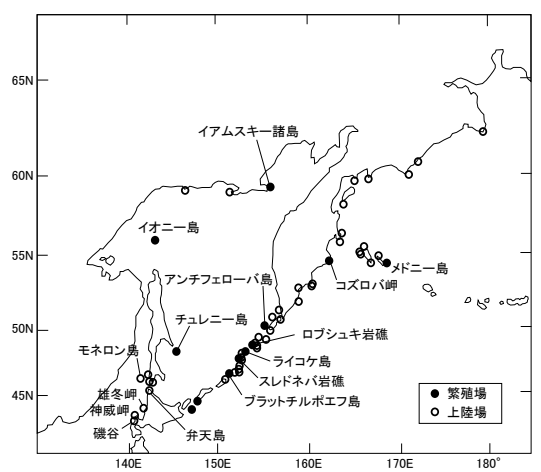 65N
60N
55N
50N
45N
イアムスキー諸島
イオニー島
アンチフェローバ島
メドニー島
コズロバ岬
チュレニー島
ロブシュキ岩礁
モネロン島
ライコケ島
スレドネバ岩礁
雄冬岬
ブラットチルポエフ島
神威岬
磯谷
弁天島
繁殖場
上陸場
140E
150E
160E
170E
180°